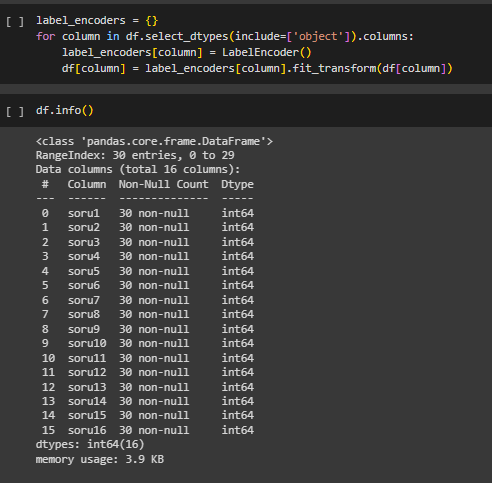 [ ] label_encoders = {}
for column in df.select_dtypes(include=['object']).columns:
    label_encoders[column] = LabelEncoder()
    df[column] = label_encoders[column].fit_transform(df[column])
[ ] df.info()
<class 'pandas.core.frame.DataFrame'>
RangeIndex: 30 entries, 0 to 29
Data columns (total 16 columns):
 #   Column  Non-Null Count  Dtype
---  ------  --------------  -----
 0   soru1   30 non-null     int64
 1   soru2   30 non-null     int64
 2   soru3   30 non-null     int64
 3   soru4   30 non-null     int64
 4   soru5   30 non-null     int64
 5   soru6   30 non-null     int64
 6   soru7   30 non-null     int64
 7   soru8   30 non-null     int64
 8   soru9   30 non-null     int64
 9   soru10  30 non-null     int64
 10  soru11  30 non-null     int64
 11  soru12  30 non-null     int64
 12  soru13  30 non-null     int64
 13  soru14  30 non-null     int64
 14  soru15  30 non-null     int64
 15  soru16  30 non-null     int64
dtypes: int64(16)
memory usage: 3.9 KB